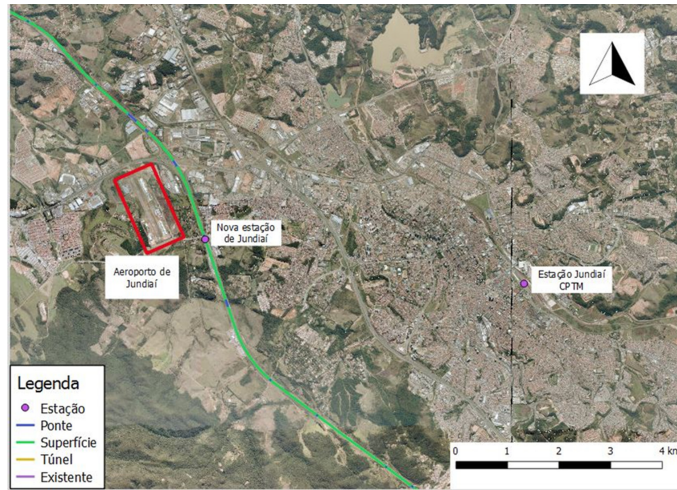 Nova estação
de Jundiaí
Aeroporto de
Jundiaí
Estação Jundiaí
CPTM
Legenda
Estação
Ponte
Superfície
Túnel
Existente
0 1 2 3 4 km